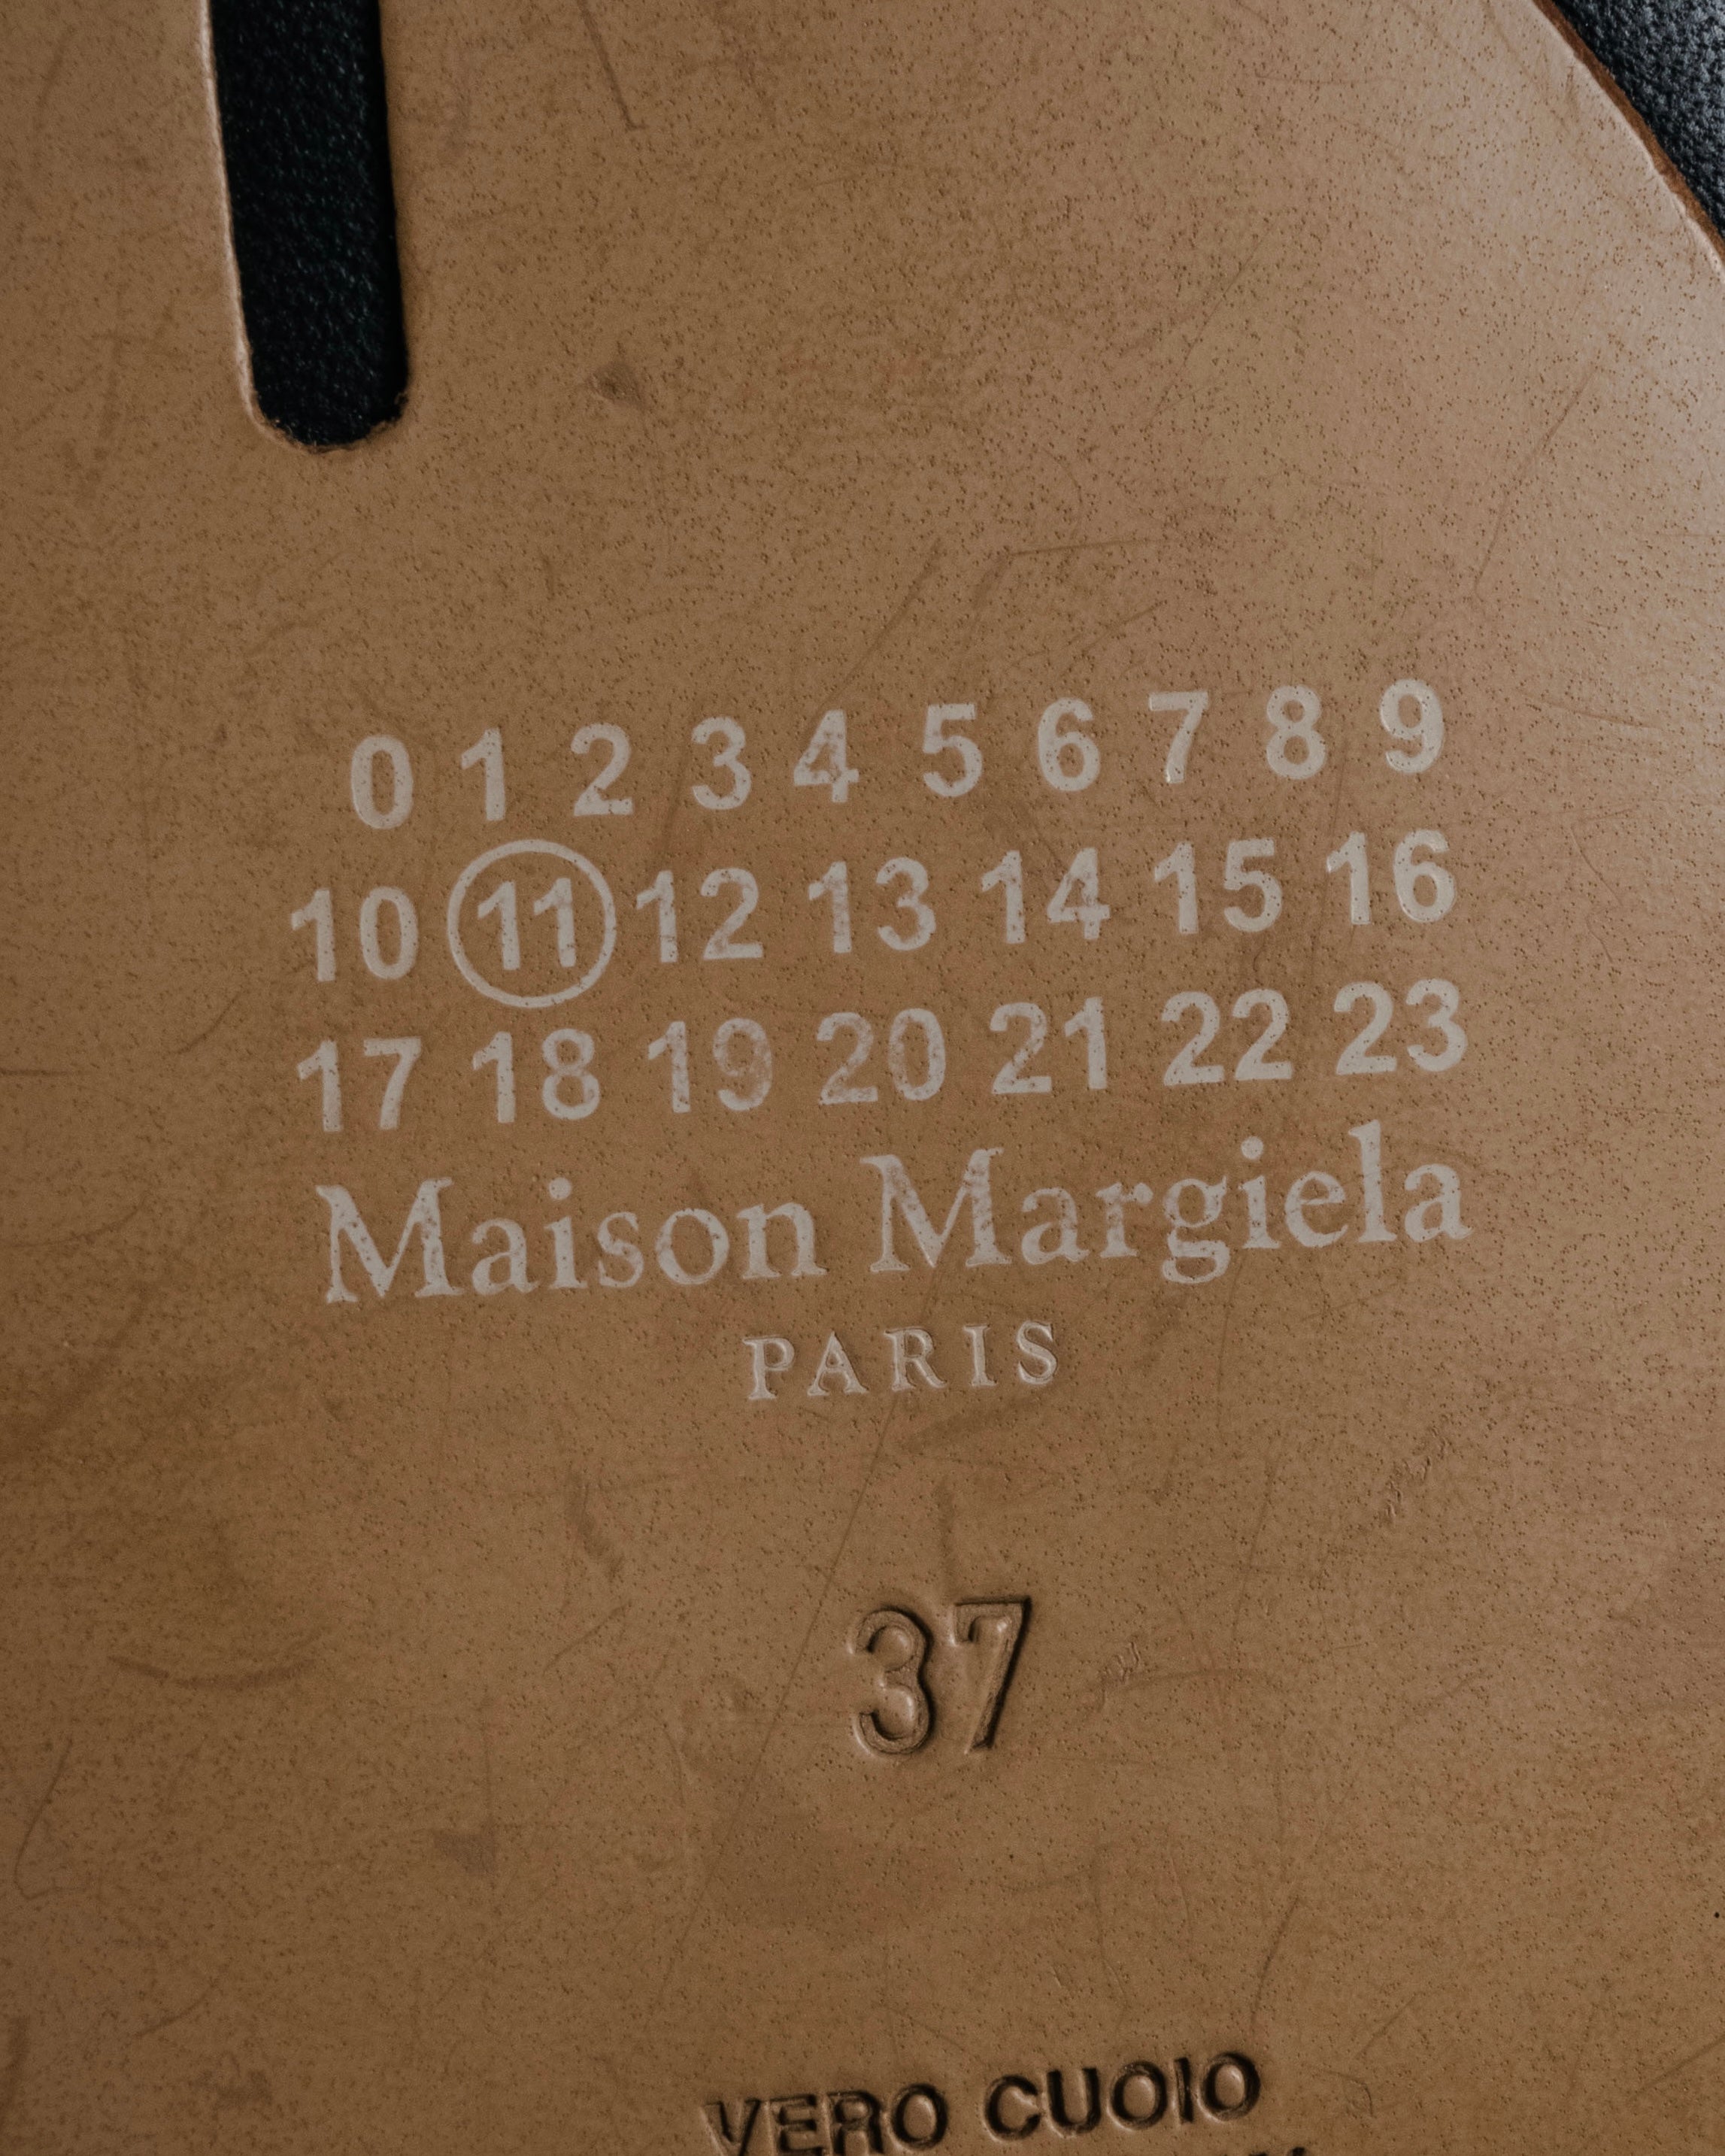 0 1 2 3 4 5 6 7 8 9
10 11 12 13 14 15 16
17 18 19 20 21 22 23
Maison Margiela
PARIS
37
VERO CUOIO